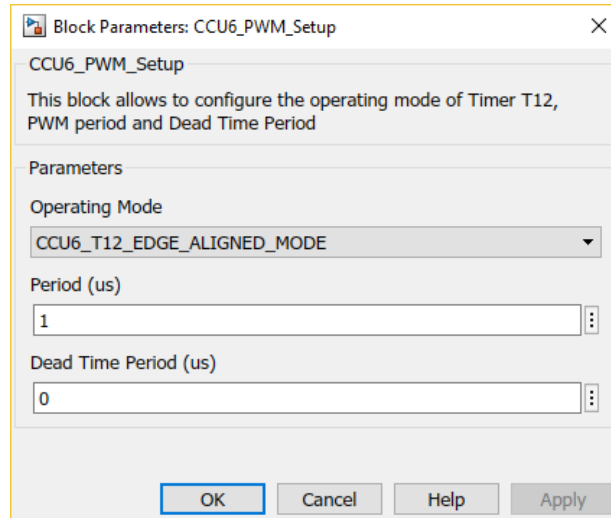 Block Parameters: CCU6_PWM_Setup
CCU6_PWM_Setup
This block allows to configure the operating mode of Timer T12,
PWM period and Dead Time Period
Parameters
Operating Mode
CCU6_T12_EDGE_ALIGNED_MODE
Period (us)
1
Dead Time Period (us)
0
OK Cancel Help Apply